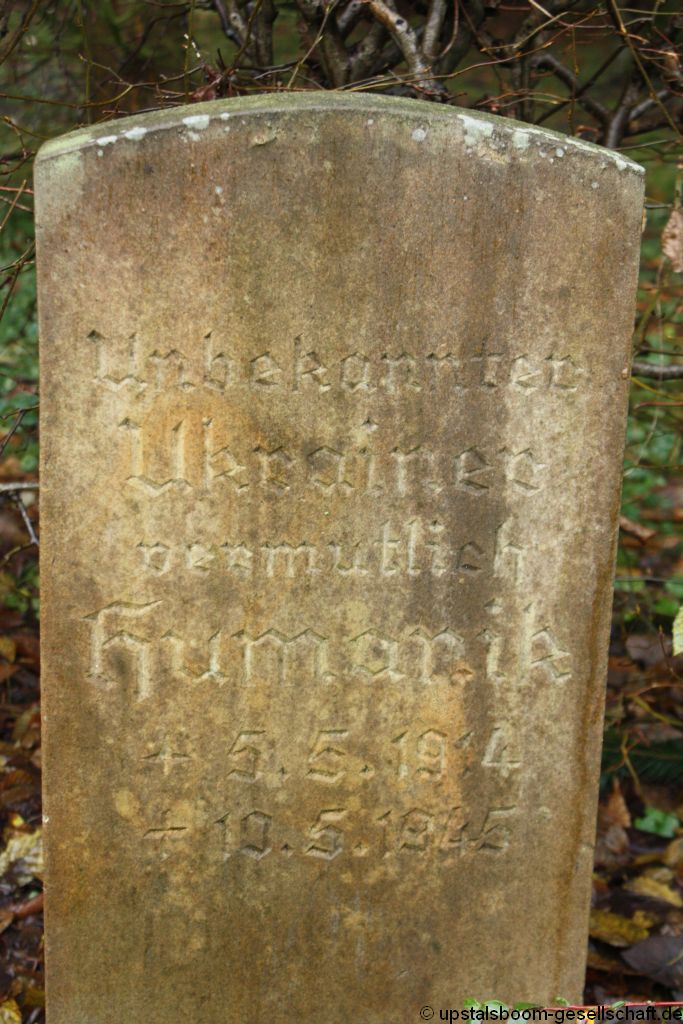 Unbekannter
Ukrainer
vermutlich
Humanik
+ 5.5.1914
+ 19.5.1945
© upstalsboom-gesellschaft.de